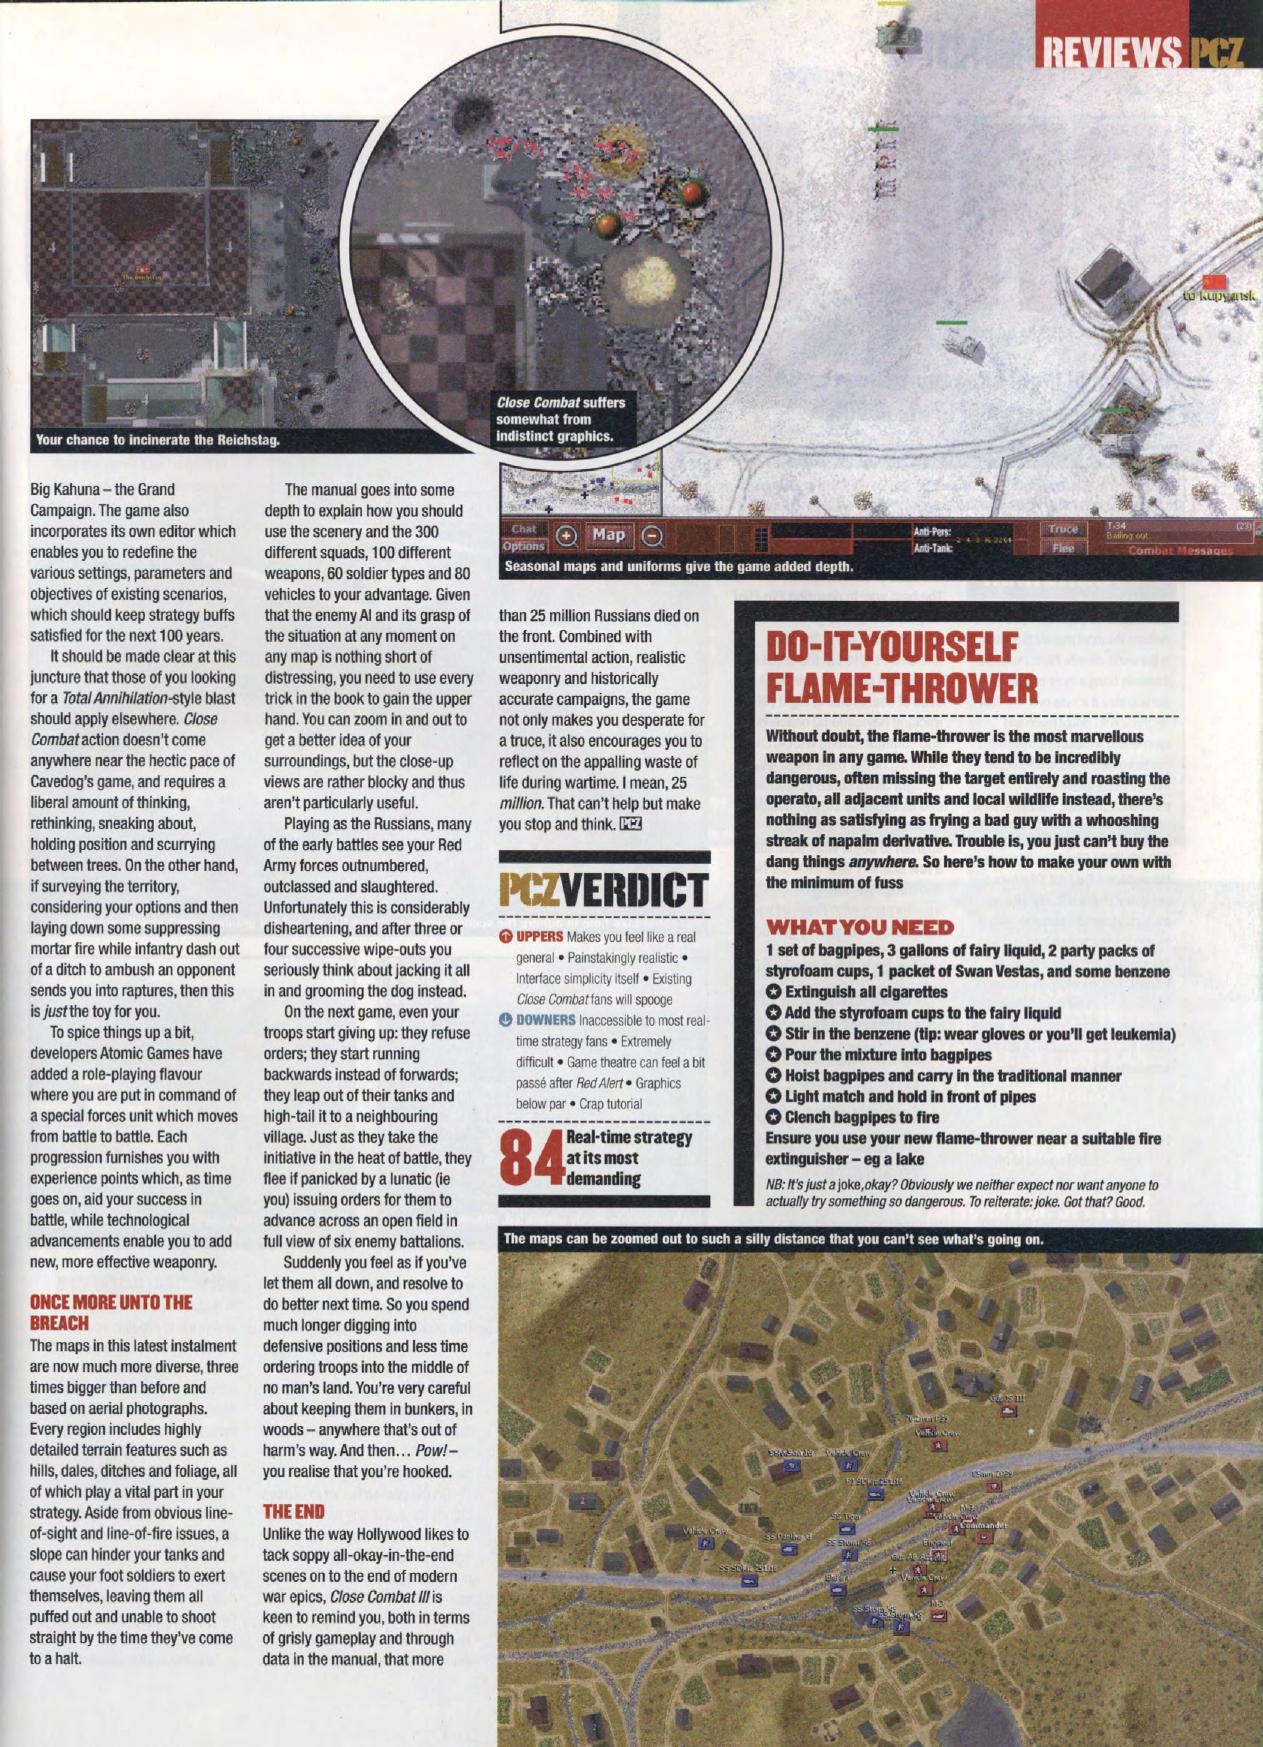 REVIEWS PCZ
4
4
4
to Kupyansk
Close Combat suffers
somewhat from
indistinct graphics.
Your chance to incinerate the Reichstag.
Chat
Options
Map
Anti-Pers:
Anti-Tank:
Truce
Flee
T-34
(23)
Bailing out.
Combat Messages
Seasonal maps and uniforms give the game added depth.
Big Kahuna – the Grand
Campaign. The game also
incorporates its own editor which
enables you to redefine the
various settings, parameters and
objectives of existing scenarios,
which should keep strategy buffs
satisfied for the next 100 years.
It should be made clear at this
juncture that those of you looking
for a Total Annihilation-style blast
should apply elsewhere. Close
Combat action doesn't come
anywhere near the hectic pace of
Cavedog's game, and requires a
liberal amount of thinking,
rethinking, sneaking about,
holding position and scurrying
between trees. On the other hand,
if surveying the territory,
considering your options and then
laying down some suppressing
mortar fire while infantry dash out
of a ditch to ambush an opponent
sends you into raptures, then this
is just the toy for you.
To spice things up a bit,
developers Atomic Games have
added a role-playing flavour
where you are put in command of
a special forces unit which moves
from battle to battle. Each
progression furnishes you with
experience points which, as time
goes on, aid your success in
battle, while technological
advancements enable you to add
new, more effective weaponry.
ONCE MORE UNTO THE
BREACH
The maps in this latest instalment
are now much more diverse, three
times bigger than before and
based on aerial photographs.
Every region includes highly
detailed terrain features such as
hills, dales, ditches and foliage, all
of which play a vital part in your
strategy. Aside from obvious line-
of-sight and line-of-fire issues, a
slope can hinder your tanks and
cause your foot soldiers to exert
themselves, leaving them all
puffed out and unable to shoot
straight by the time they've come
to a halt.
The manual goes into some
depth to explain how you should
use the scenery and the 300
different squads, 100 different
weapons, 60 soldier types and 80
vehicles to your advantage. Given
that the enemy AI and its grasp of
the situation at any moment on
any map is nothing short of
distressing, you need to use every
trick in the book to gain the upper
hand. You can zoom in and out to
get a better idea of your
surroundings, but the close-up
views are rather blocky and thus
aren't particularly useful.
Playing as the Russians, many
of the early battles see your Red
Army forces outnumbered,
outclassed and slaughtered.
Unfortunately this is considerably
disheartening, and after three or
four successive wipe-outs you
seriously think about jacking it all
in and grooming the dog instead.
On the next game, even your
troops start giving up: they refuse
orders; they start running
backwards instead of forwards;
they leap out of their tanks and
high-tail it to a neighbouring
village. Just as they take the
initiative in the heat of battle, they
flee if panicked by a lunatic (ie
you) issuing orders for them to
advance across an open field in
full view of six enemy battalions.
Suddenly you feel as if you've
let them all down, and resolve to
do better next time. So you spend
much longer digging into
defensive positions and less time
ordering troops into the middle of
no man's land. You're very careful
about keeping them in bunkers, in
woods – anywhere that's out of
harm's way. And then... Pow! –
you realise that you're hooked.
THE END
Unlike the way Hollywood likes to
tack soppy all-okay-in-the-end
scenes on to the end of modern
war epics, Close Combat III is
keen to remind you, both in terms
of grisly gameplay and through
data in the manual, that more
than 25 million Russians died on
the front. Combined with
unsentimental action, realistic
weaponry and historically
accurate campaigns, the game
not only makes you desperate for
a truce, it also encourages you to
reflect on the appalling waste of
life during wartime. I mean, 25
million. That can't help but make
you stop and think. PCZ
PCZVERDICT
UPPERS Makes you feel like a real
general • Painstakingly realistic •
Interface simplicity itself • Existing
Close Combat fans will spooge
DOWNERS Inaccessible to most real-
time strategy fans • Extremely
difficult • Game theatre can feel a bit
passé after Red Alert • Graphics
below par • Crap tutorial
84
Real-time strategy
at its most
demanding
DO-IT-YOURSELF
FLAME-THROWER
Without doubt, the flame-thrower is the most marvellous
weapon in any game. While they tend to be incredibly
dangerous, often missing the target entirely and roasting the
operato, all adjacent units and local wildlife instead, there's
nothing as satisfying as frying a bad guy with a whooshing
streak of napalm derivative. Trouble is, you just can't buy the
dang things anywhere. So here's how to make your own with
the minimum of fuss
WHAT YOU NEED
1 set of bagpipes, 3 gallons of fairy liquid, 2 party packs of
styrofoam cups, 1 packet of Swan Vestas, and some benzene
Extinguish all cigarettes
Add the styrofoam cups to the fairy liquid
Stir in the benzene (tip: wear gloves or you'll get leukemia)
Pour the mixture into bagpipes
Hoist bagpipes and carry in the traditional manner
Light match and hold in front of pipes
Clench bagpipes to fire
Ensure you use your new flame-thrower near a suitable fire
extinguisher – eg a lake
NB: It's just a joke, okay? Obviously we neither expect nor want anyone to
actually try something so dangerous. To reiterate: joke. Got that? Good.
The maps can be zoomed out to such a silly distance that you can't see what's going on.
Vehicle Crew
Vehicle Crew
Vehicle Crew
Commander
Vehicle Crew
Vehicle Crew